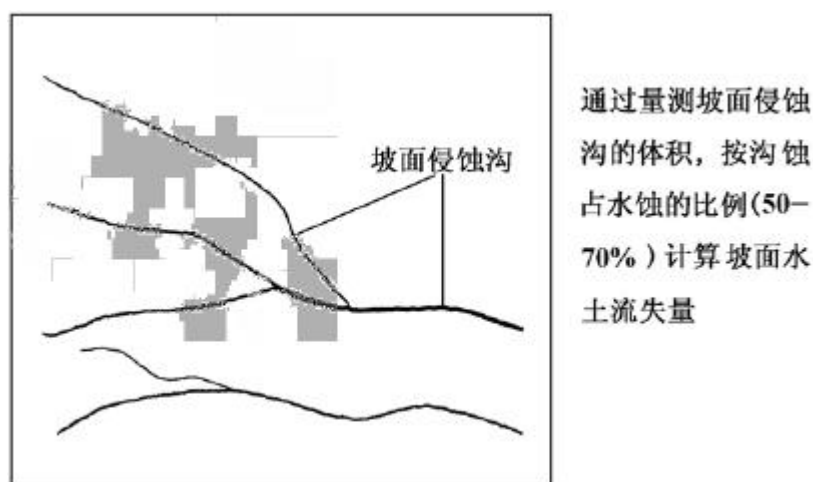 坡面侵蚀沟
通过量测坡面侵蚀
沟的体积，按沟蚀
占水蚀的比例(50–
70%）计算坡面水
土流失量